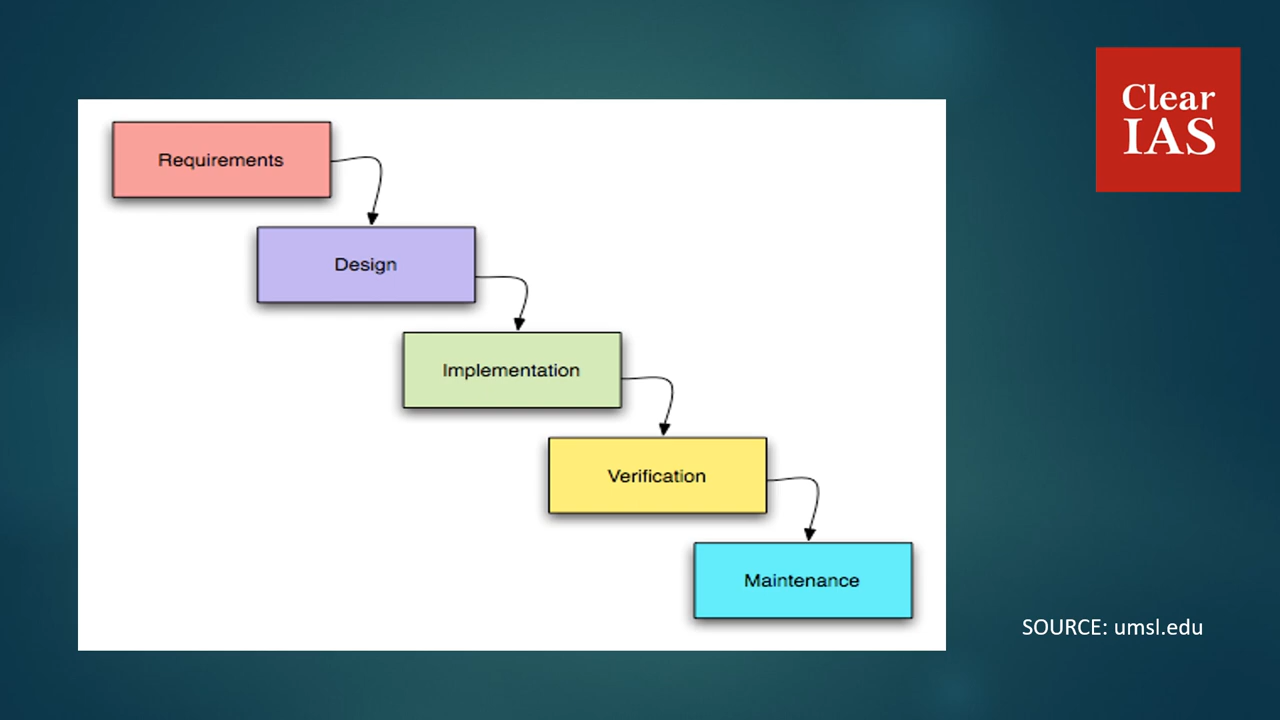 Clear
IAS
Requirements
Design
Implementation
Verification
Maintenance
SOURCE: umsl.edu